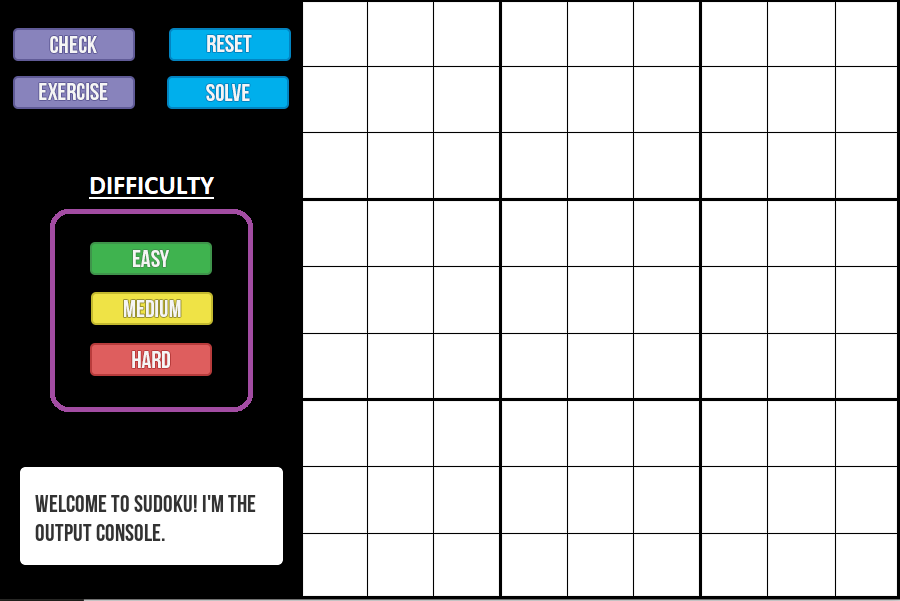 CHECK
RESET
EXERCISE
SOLVE
DIFFICULTY
EASY
MEDIUM
HARD
WELCOME TO SUDOKU! I'M THE
OUTPUT CONSOLE.